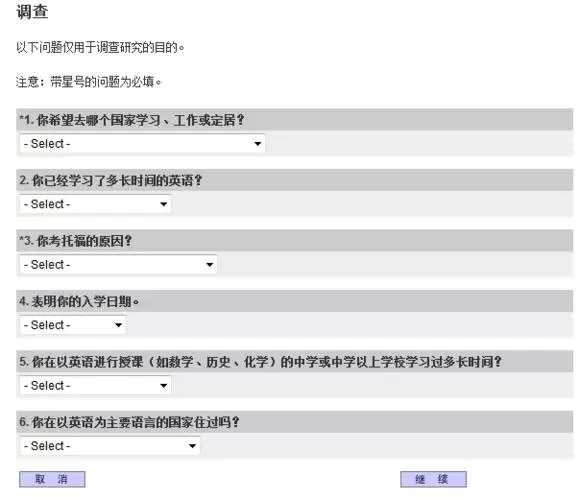 调查
以下问题仅用于调查研究的目的。
注意：带星号的问题为必填。
*1. 你希望去哪个国家学习、工作或定居？
- Select -
2. 你已经学习了多长时间的英语？
- Select -
*3. 你考托福的原因？
- Select -
4. 表明你的入学日期。
- Select -
5. 你在以英语进行授课（如数学、历史、化学）的中学或中学以上学校学习过多长时间？
- Select -
6. 你在以英语为主要语言的国家住过吗？
- Select -
取 消
继 续